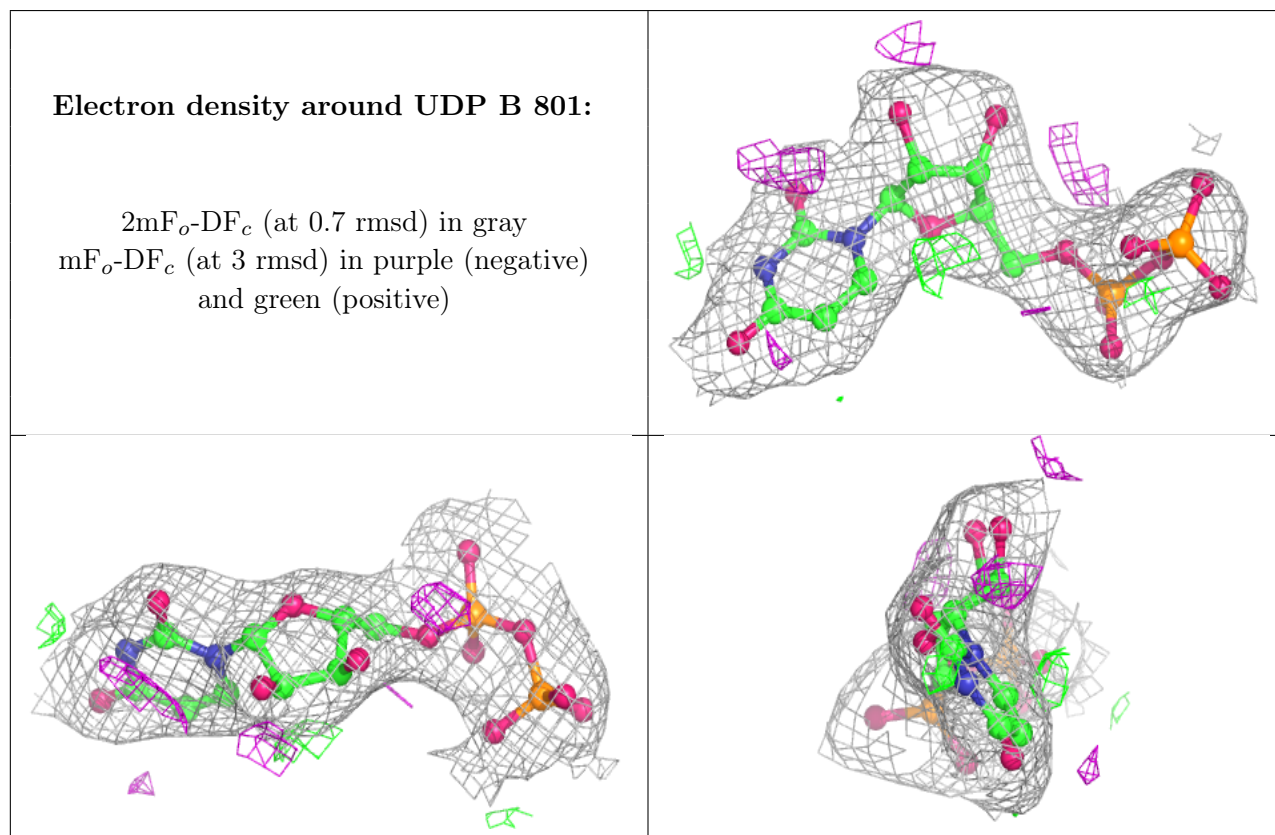 Electron density around UDP B 801:
2mFo-DFc (at 0.7 rmsd) in gray
mFo-DFc (at 3 rmsd) in purple (negative)
and green (positive)